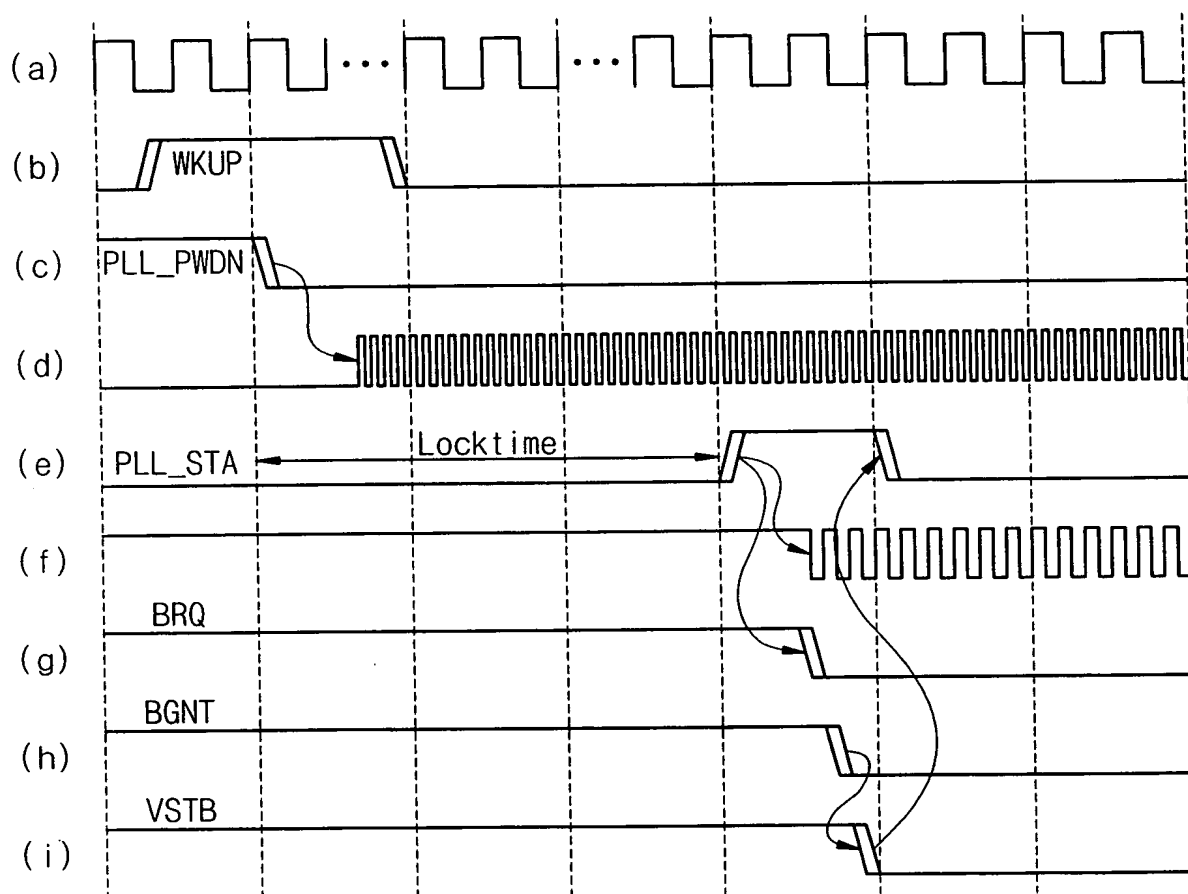 (a)
(b) WKUP
(c) PLL_PWDN
(d)
(e) PLL_STA Locktime
(f)
BRQ
(g)
BGNT
(h)
VSTB
(i)